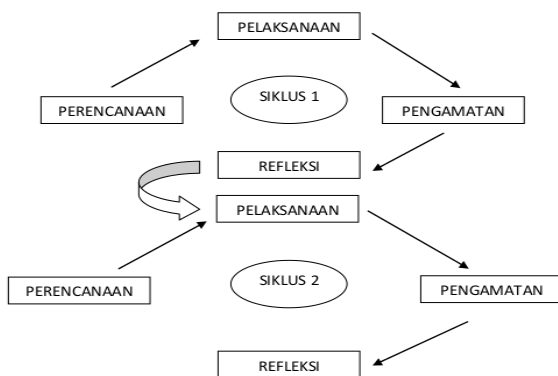 PELAKSANAAN
PERENCANAAN
SIKLUS 1
PENGAMATAN
REFLEKSI
PELAKSANAAN
PERENCANAAN
SIKLUS 2
PENGAMATAN
REFLEKSI